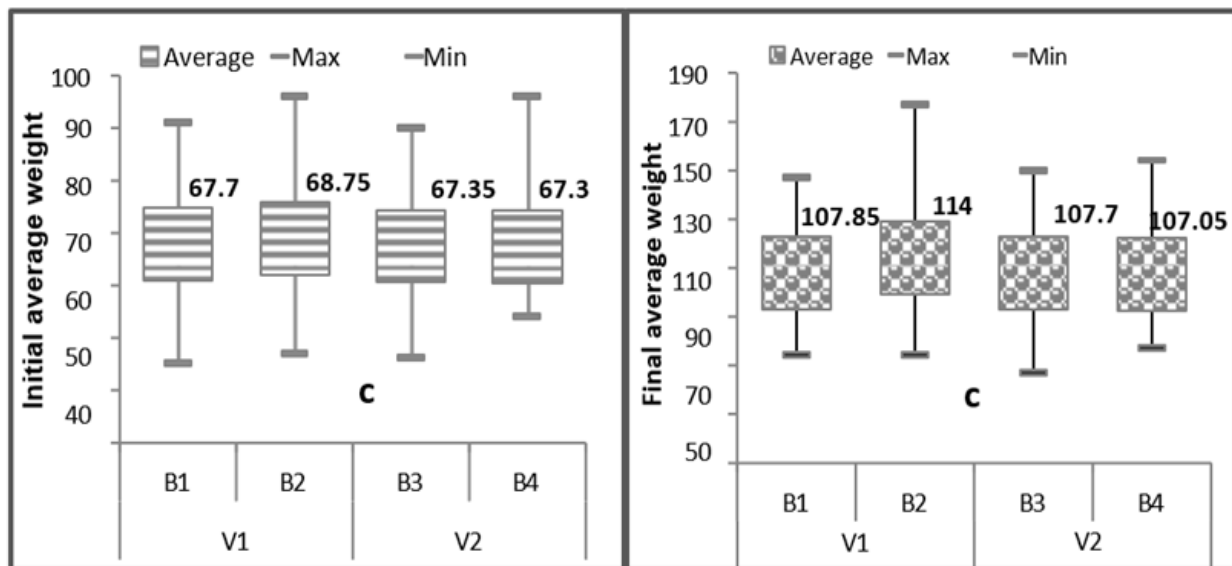 Average Max Min
Initial average weight
100
90
80
70
60
50
40
67.7
68.75
67.35
67.3
C
B1 B2 B3 B4
V1 V2
Average Max Min
Final average weight
190
170
150
130
110
90
70
50
107.85
114
107.7
107.05
C
B1 B2 B3 B4
V1 V2